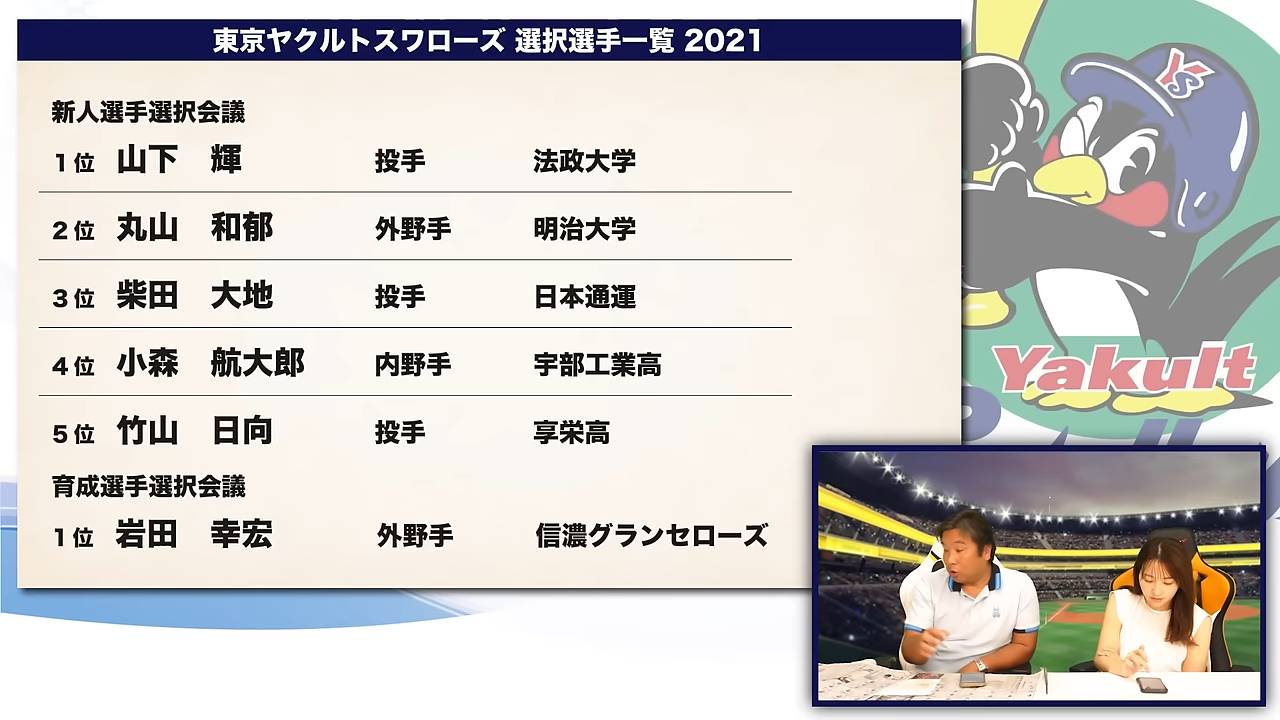 東京ヤクルトスワローズ 選択選手一覧 2021
新人選手選択会議
1位 山下 輝 投手 法政大学
2位 丸山 和郁 外野手 明治大学
3位 柴田 大地 投手 日本通運
4位 小森 航大郎 内野手 宇部工業高
5位 竹山 日向 投手 享栄高
育成選手選択会議
1位 岩田 幸宏 外野手 信濃グランセローズ
YS
Yakult